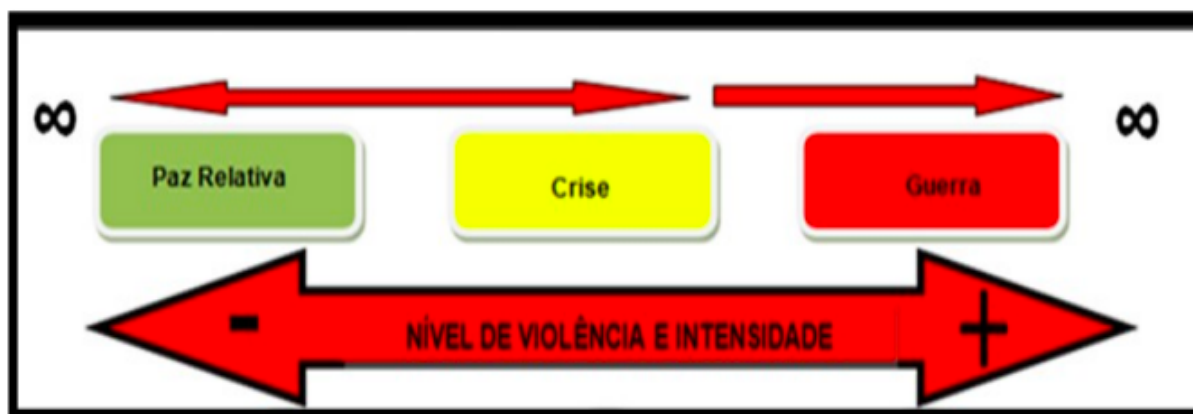 ∞ ∞
Paz Relativa
Crise
Guerra
- NÍVEL DE VIOLÊNCIA E INTENSIDADE +